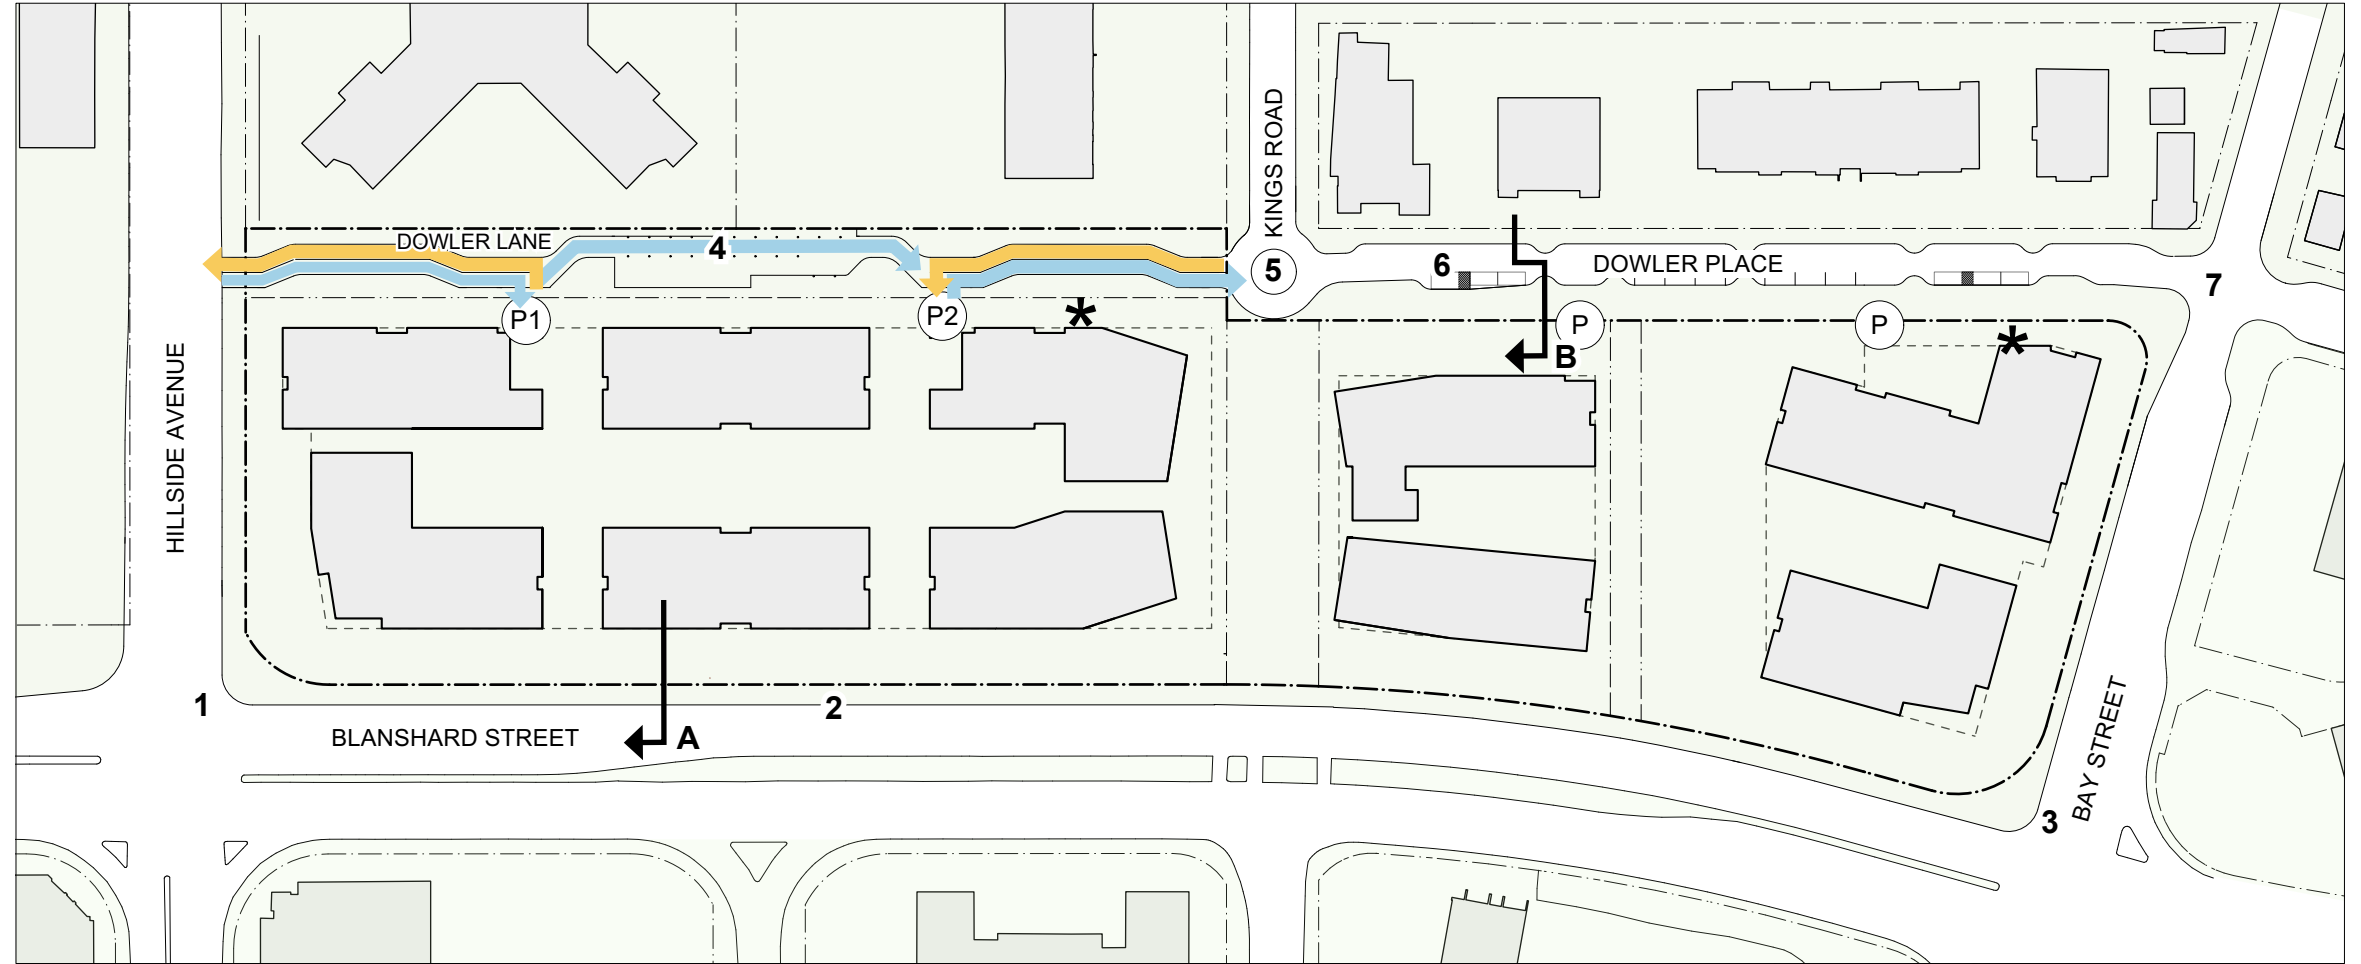 KINGS ROAD
DOWLER LANE
4
5
6
DOWLER PLACE
7
P1
P2
*
P
P
*
B
HILLSIDE AVENUE
1
2
BLANSHARD STREET
A
BAY STREET
3